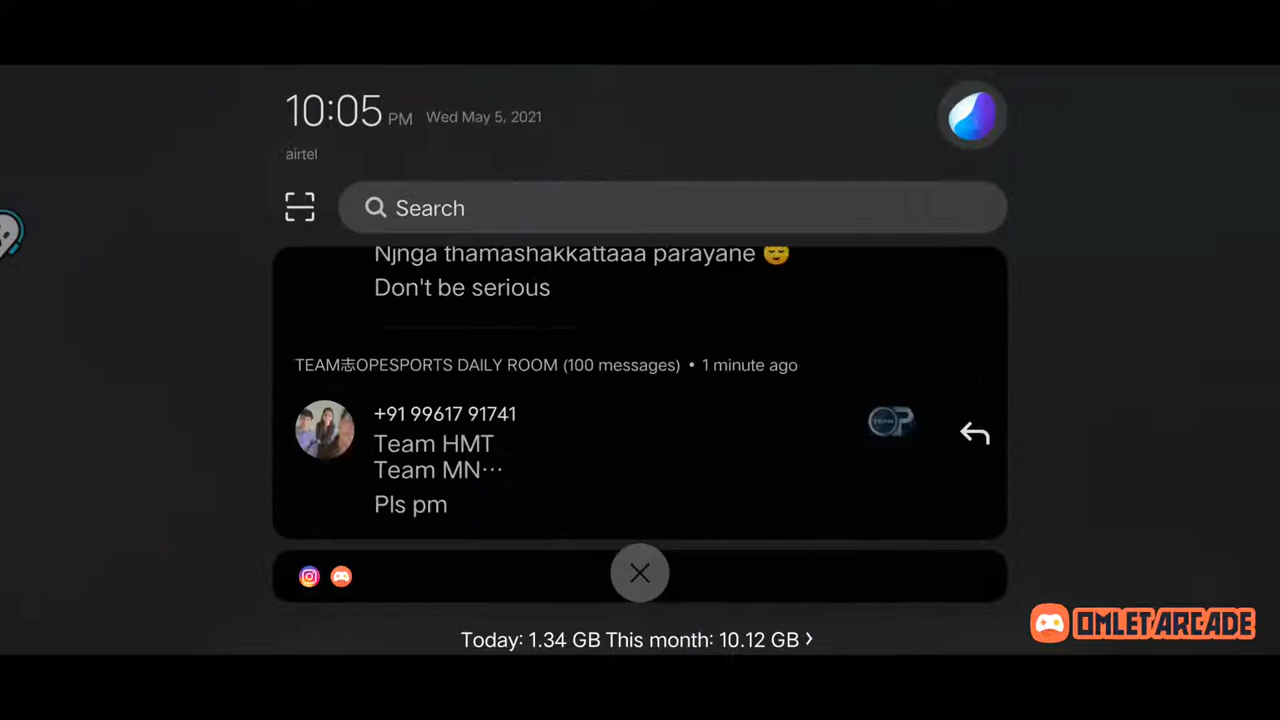 10:05 PM Wed May 5, 2021
airtel
Search
Njnga thamashakkattaaa parayane 😌
Don't be serious
TEAM志OPESPORTS DAILY ROOM (100 messages) • 1 minute ago
+91 99617 91741
Team HMT
Team MN···
Pls pm
Today: 1.34 GB This month: 10.12 GB ›
OMLET ARCADE